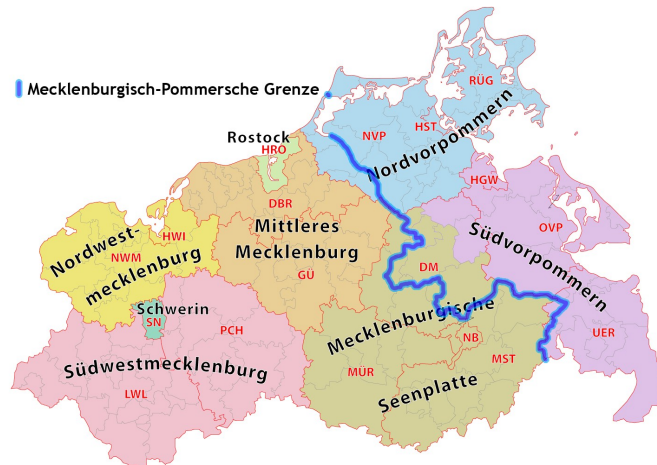 Mecklenburgisch-Pommersche Grenze
RÜG
HST
NVP
Nordvorpommern
Rostock
HRO
HGW
DBR
OVP
Mittleres
Mecklenburg
GÜ
Südvorpommern
Nordwest-
mecklenburg
HWI
NWM
DM
Schwerin
SN
Mecklenburgische
Seenplatte
PCH
NB
MST
UER
MÜR
Südwestmecklenburg
LWL